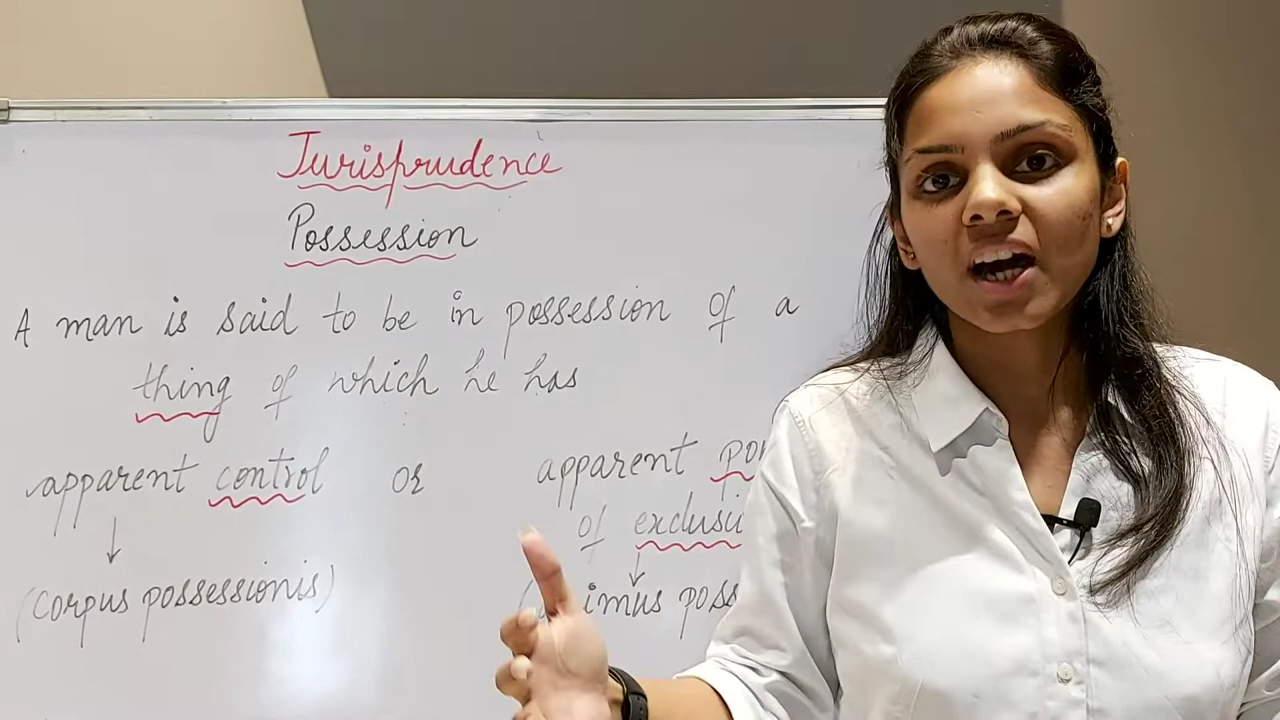 Jurisprudence
Possession
A man is said to be in possession of a
thing of which he has
apparent control or apparent
of
(corpus possessionis)